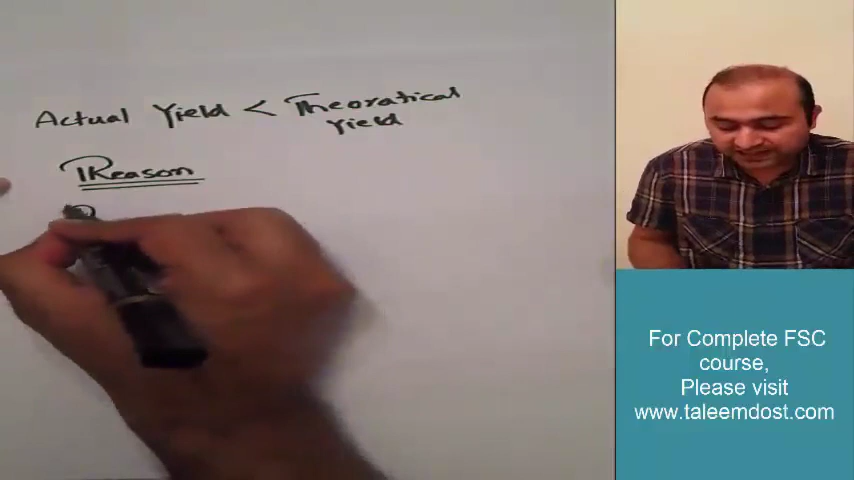 Actual Yield < Theoratical
Yield
Reason
For Complete FSC
course,
Please visit
www.taleemdost.com